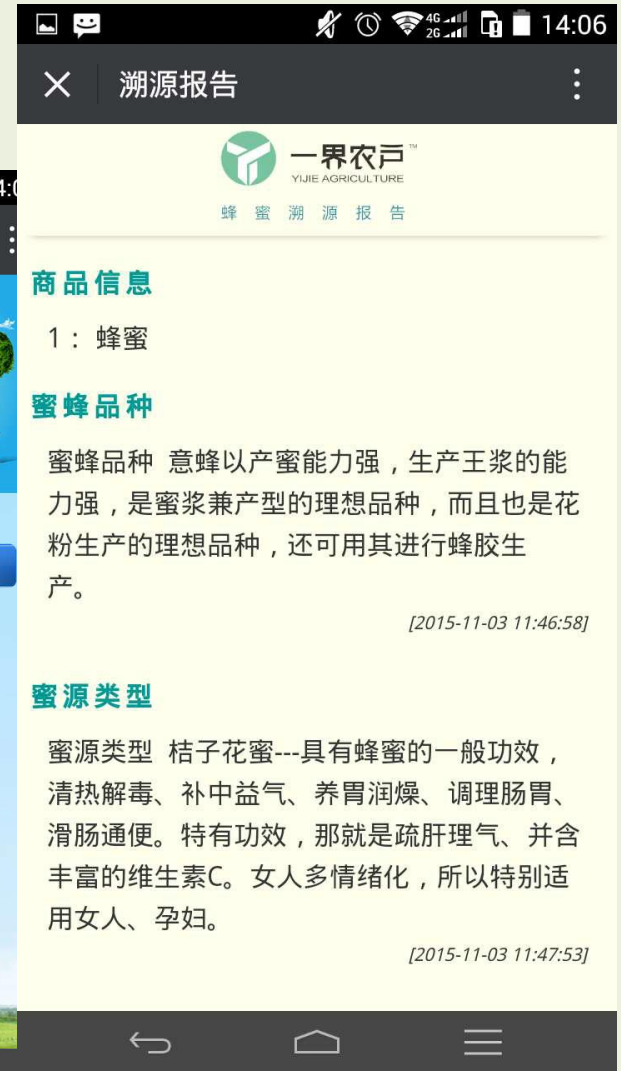 4G
2G
14:06
溯源报告
一界农戸™
YIJIE AGRICULTURE
蜂蜜溯源报告
商品信息
1：蜂蜜
蜜蜂品种
蜜蜂品种 意蜂以产蜜能力强，生产王浆的能
力强，是蜜浆兼产型的理想品种，而且也是花
粉生产的理想品种，还可用其进行蜂胶生
产。
[2015-11-03 11:46:58]
蜜源类型
蜜源类型 桔子花蜜---具有蜂蜜的一般功效，
清热解毒、补中益气、养胃润燥、调理肠胃、
滑肠通便。特有功效，那就是疏肝理气、并含
丰富的维生素C。女人多情绪化，所以特别适
用女人、孕妇。
[2015-11-03 11:47:53]